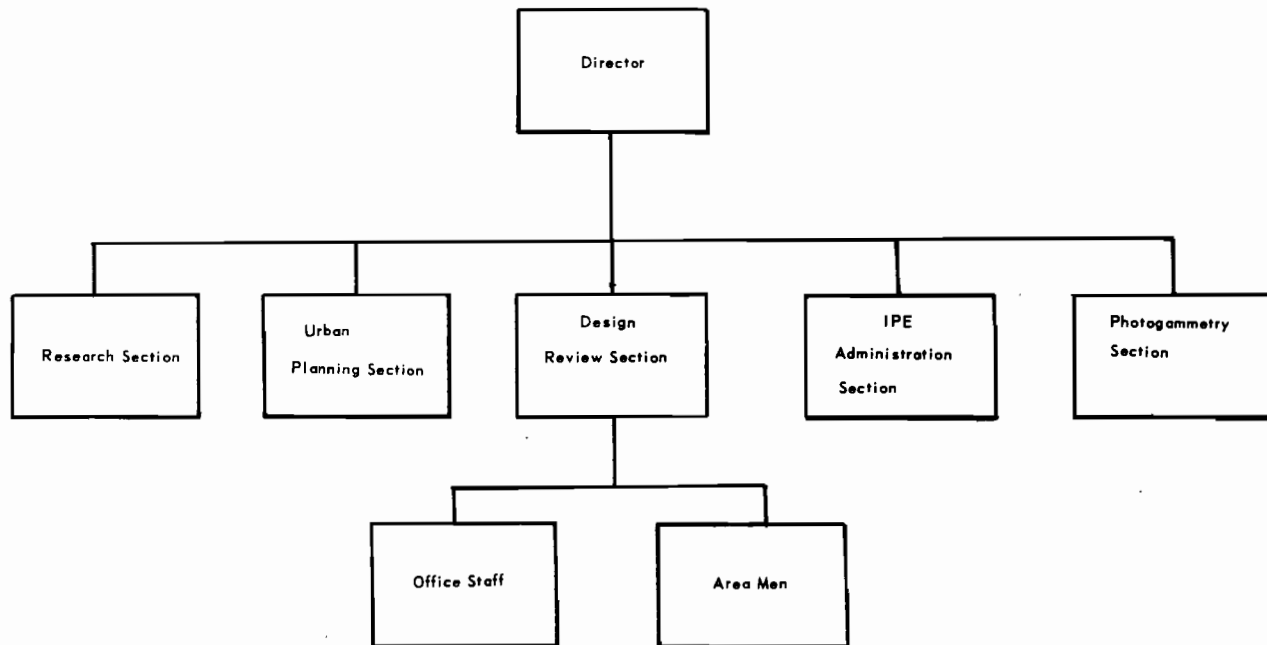 Director
Research Section
Urban
Planning Section
Design
Review Section
IPE
Administration
Section
Photogammetry
Section
Office Staff
Area Men